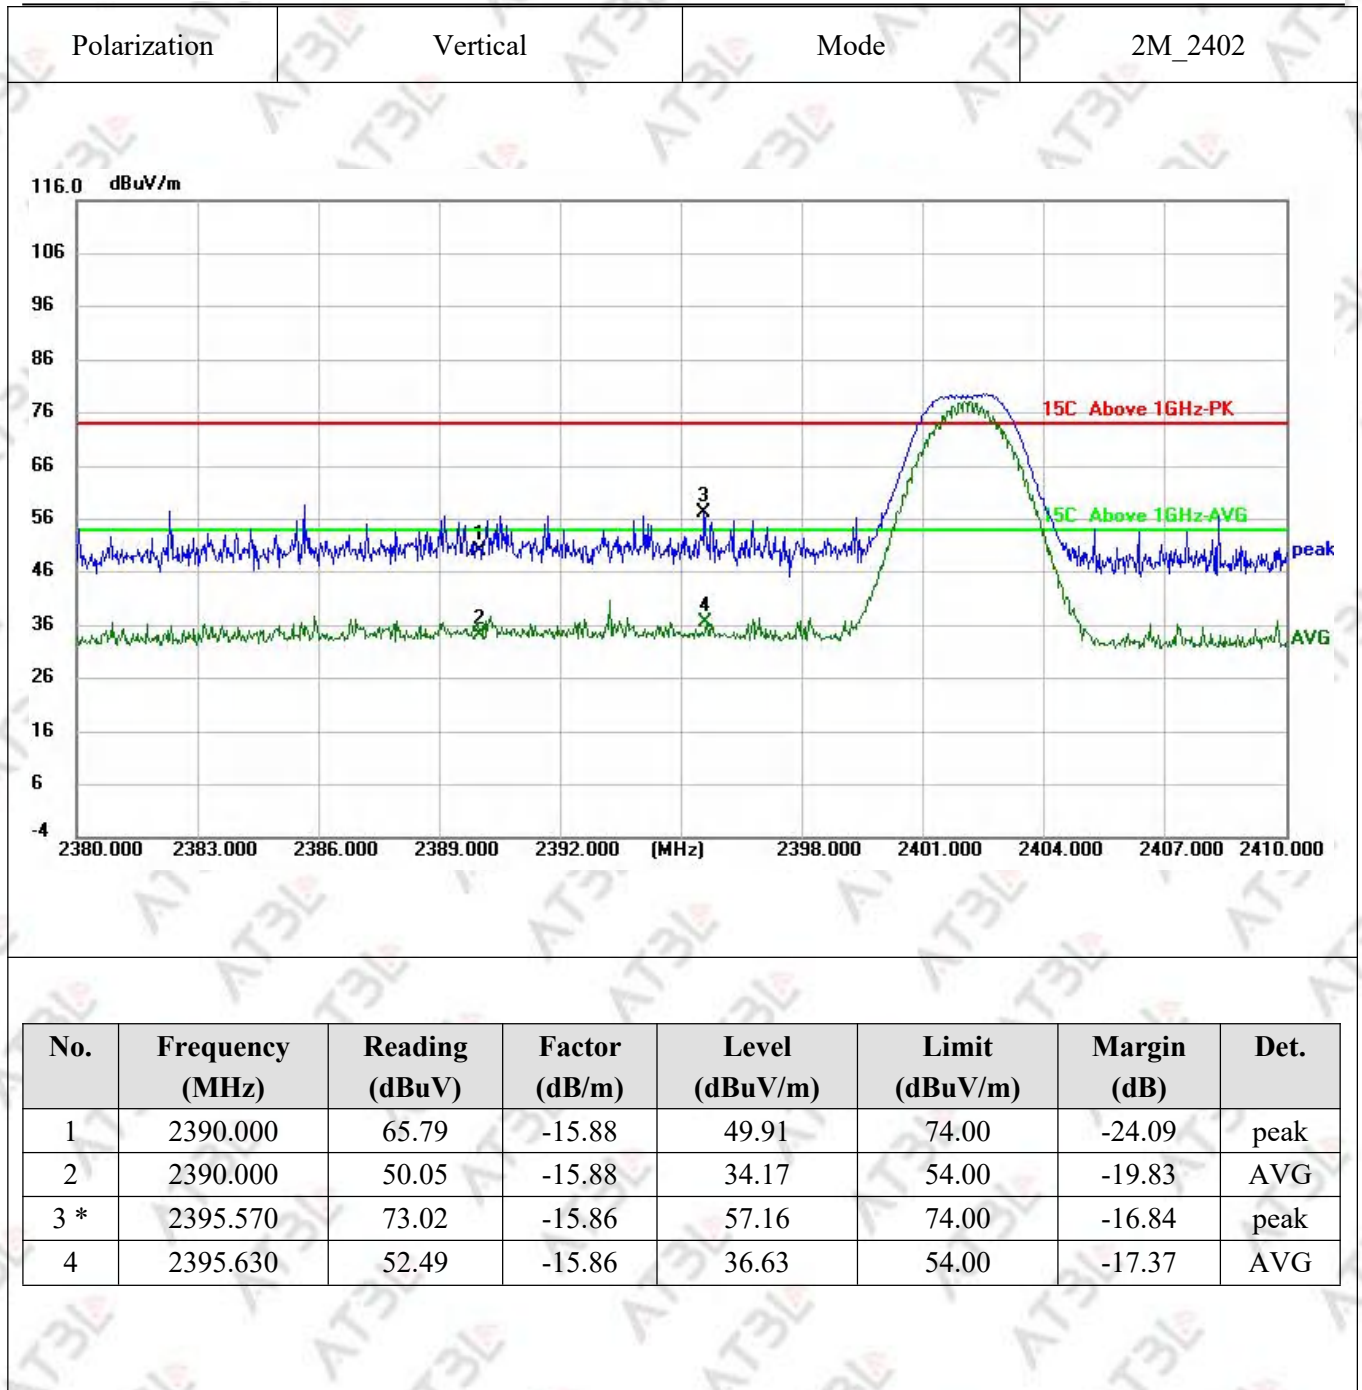 Polarization Vertical Mode 2M_2402
116.0 dBuV/m
106
96
86
76
15C Above 1GHz-PK
66
3
56
15C Above 1GHz-AVG
1
peak
46
4
36
2
AVG
26
16
6
-4
2380.000 2383.000 2386.000 2389.000 2392.000 (MHz) 2398.000 2401.000 2404.000 2407.000 2410.000
No. Frequency (MHz) Reading (dBuV) Factor (dB/m) Level (dBuV/m) Limit (dBuV/m) Margin (dB) Det.
1 2390.000 65.79 -15.88 49.91 74.00 -24.09 peak
2 2390.000 50.05 -15.88 34.17 54.00 -19.83 AVG
3 * 2395.570 73.02 -15.86 57.16 74.00 -16.84 peak
4 2395.630 52.49 -15.86 36.63 54.00 -17.37 AVG
AT3L